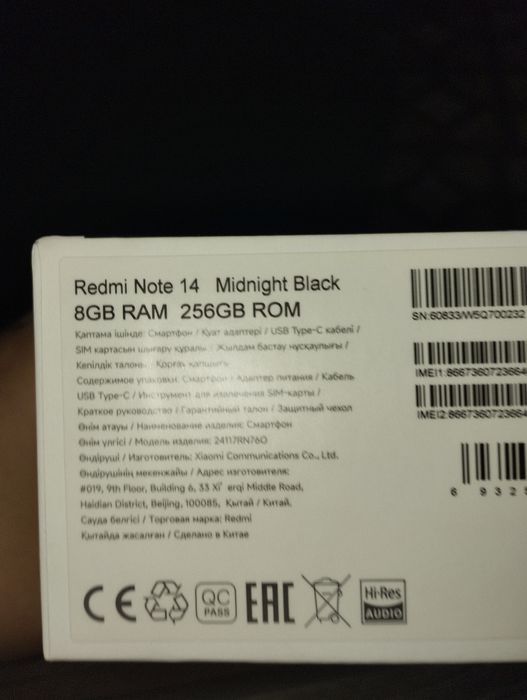 Redmi Note 14 Midnight Black
8GB RAM 256GB ROM
Қаптама ішінде: Смартфон / Қуат адаптері / USB Type-C кабелі /
SIM картасын шығару құралы / Жылдам бастау нұсқаулығы /
Кепілдік талоны / Қорғау қапшығы
Содержимое упаковки: Смартфон / Адаптер питания / Кабель
USB Type-C / Инструмент для извлечения SIM-карты /
Краткое руководство / Гарантийный талон / Защитный чехол
Өнім атауы / Наименование изделия: Смартфон
Өнім үлгісі / Модель изделия: 24117RN76O
Өндіруші / Изготовитель: Xiaomi Communications Co., Ltd.
Өндірушінің мекенжайы / Адрес изготовителя:
#019, 9th Floor, Building 6, 33 Xi' erqi Middle Road,
Haidian District, Beijing, 100085, Қытай / Китай.
Сауда белгісі / Торговая марка: Redmi
Қытайда жасалған / Сделано в Китае
SN:60833/W5Q700232
IMEI1:86673607236
IMEI2:86673607236
6 932
CE
QC
PASS
EAC
Hi-Res
AUDIO